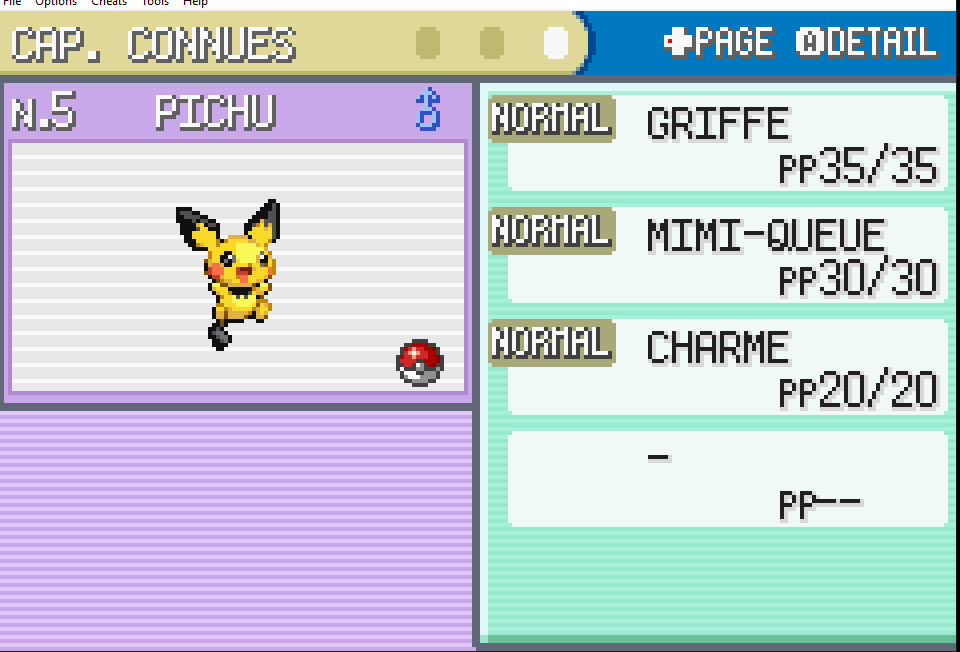 File Options Cheats Tools Help
CAP. CONNUES
PAGE A DETAIL
N.5 PICHU ♂
NORMAL GRIFFE
PP35/35
NORMAL MIMI-QUEUE
PP30/30
NORMAL CHARME
PP20/20
–
PP--